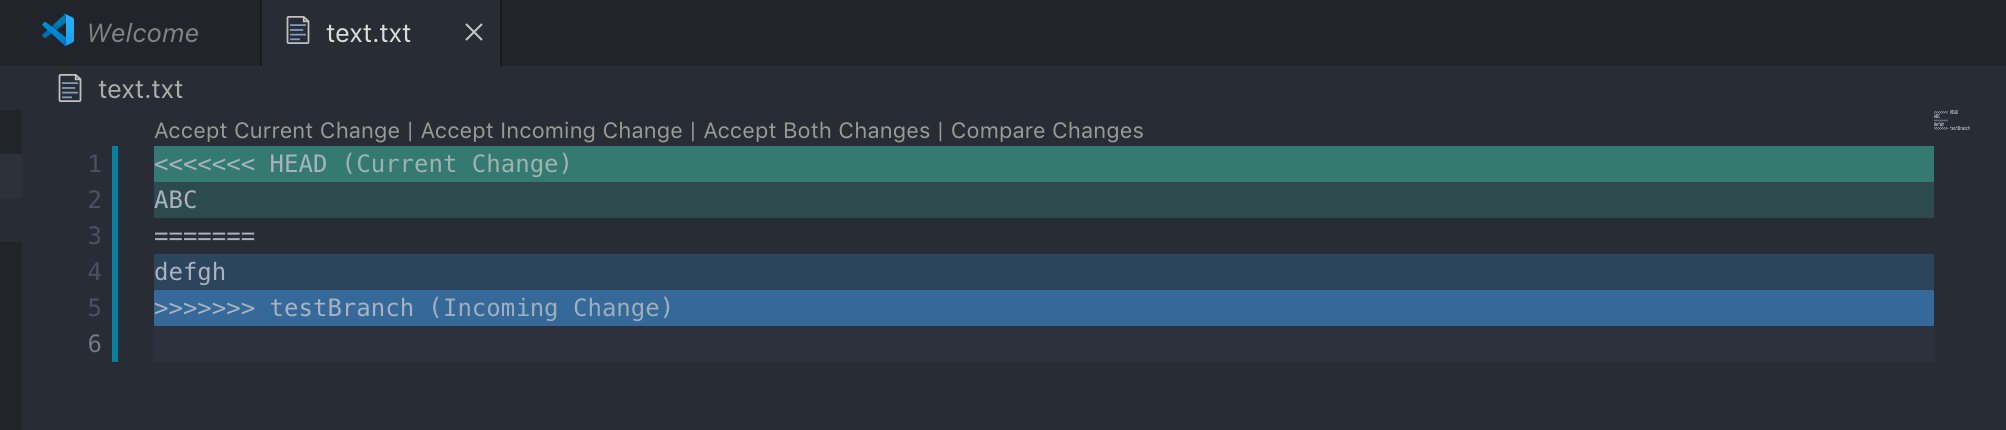 Welcome
text.txt
text.txt
Accept Current Change | Accept Incoming Change | Accept Both Changes | Compare Changes
1 <<<<<<< HEAD (Current Change)
2 ABC
3 =======
4 defgh
5 >>>>>>> testBranch (Incoming Change)
6